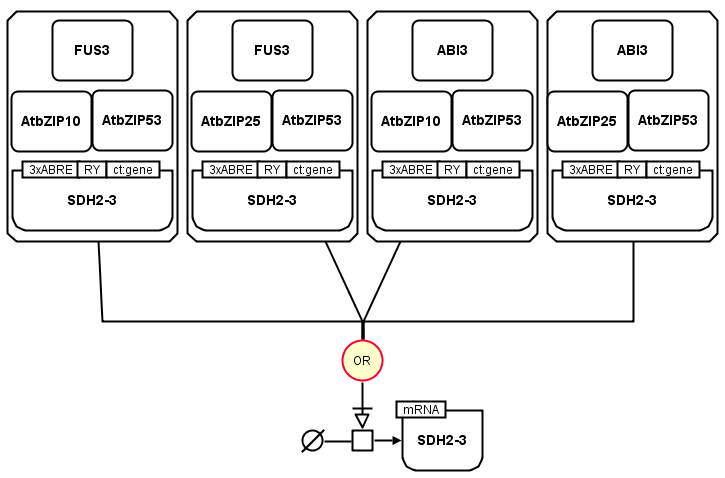 FUS3 FUS3 ABI3 ABI3
AtbZIP10 AtbZIP53 AtbZIP25 AtbZIP53 AtbZIP10 AtbZIP53 AtbZIP25 AtbZIP53
3xABRE RY ct:gene 3xABRE RY ct:gene 3xABRE RY ct:gene 3xABRE RY ct:gene
SDH2-3 SDH2-3 SDH2-3 SDH2-3
OR
mRNA
SDH2-3